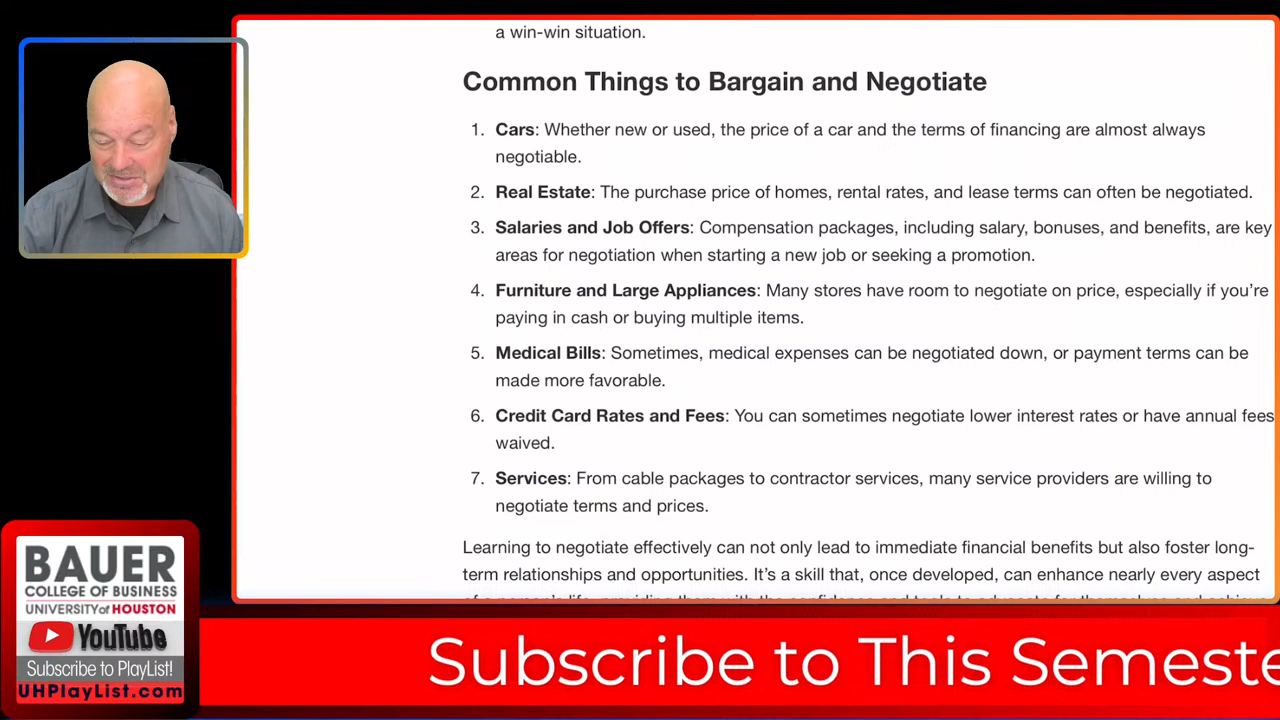 a win-win situation.
Common Things to Bargain and Negotiate
1. Cars: Whether new or used, the price of a car and the terms of financing are almost always
negotiable.
2. Real Estate: The purchase price of homes, rental rates, and lease terms can often be negotiated.
3. Salaries and Job Offers: Compensation packages, including salary, bonuses, and benefits, are key
areas for negotiation when starting a new job or seeking a promotion.
4. Furniture and Large Appliances: Many stores have room to negotiate on price, especially if you’re
paying in cash or buying multiple items.
5. Medical Bills: Sometimes, medical expenses can be negotiated down, or payment terms can be
made more favorable.
6. Credit Card Rates and Fees: You can sometimes negotiate lower interest rates or have annual fees
waived.
7. Services: From cable packages to contractor services, many service providers are willing to
negotiate terms and prices.
Learning to negotiate effectively can not only lead to immediate financial benefits but also foster long-
term relationships and opportunities. It’s a skill that, once developed, can enhance nearly every aspect
BAUER
COLLEGE OF BUSINESS
UNIVERSITY of HOUSTON
YouTube
Subscribe to PlayList!
UHPlayList.com
Subscribe to This Semeste